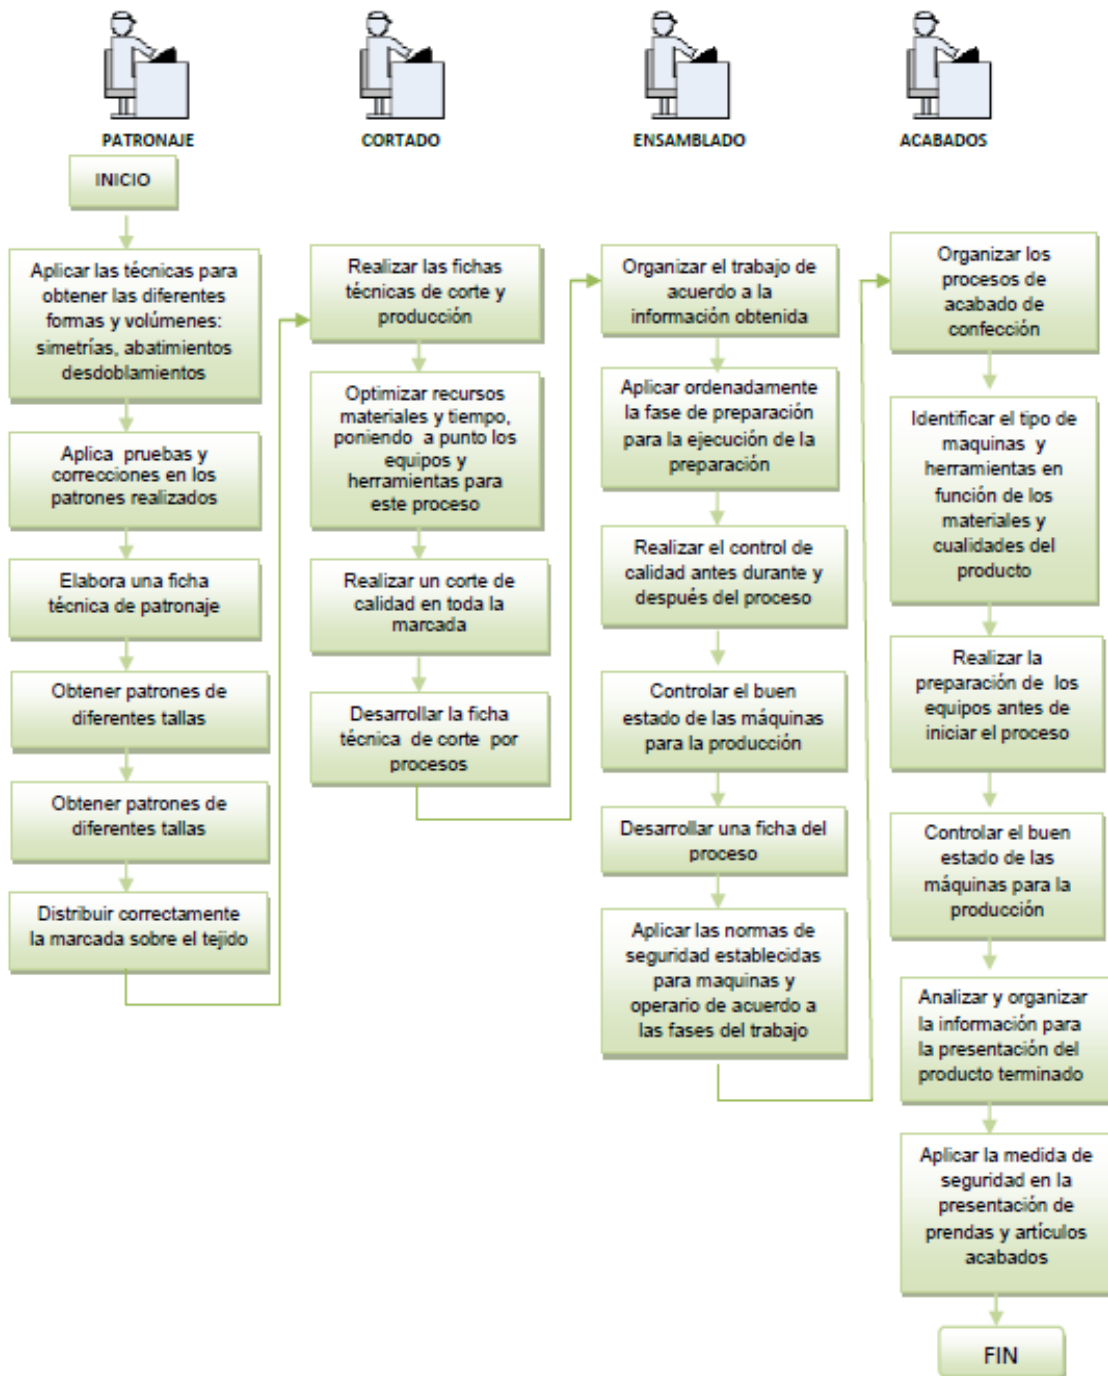 PATRONAJE
CORTADO
ENSAMBLADO
ACABADOS
INICIO
Aplicar las técnicas para
obtener las diferentes
formas y volúmenes:
simetrías, abatimientos
desdoblamientos
Aplica pruebas y
correcciones en los
patrones realizados
Elabora una ficha
técnica de patronaje
Obtener patrones de
diferentes tallas
Obtener patrones de
diferentes tallas
Distribuir correctamente
la marcada sobre el tejido
Realizar las fichas
técnicas de corte y
producción
Optimizar recursos
materiales y tiempo,
poniendo a punto los
equipos y
herramientas para
este proceso
Realizar un corte de
calidad en toda la
marcada
Desarrollar la ficha
técnica de corte por
procesos
Organizar el trabajo de
acuerdo a la
información obtenida
Aplicar ordenadamente
la fase de preparación
para la ejecución de la
preparación
Realizar el control de
calidad antes durante y
después del proceso
Controlar el buen
estado de las máquinas
para la producción
Desarrollar una ficha del
proceso
Aplicar las normas de
seguridad establecidas
para maquinas y
operario de acuerdo a
las fases del trabajo
Organizar los
procesos de
acabado de
confección
Identificar el tipo de
maquinas y
herramientas en
función de los
materiales y
cualidades del
producto
Realizar la
preparación de los
equipos antes de
iniciar el proceso
Controlar el buen
estado de las
máquinas para la
producción
Analizar y organizar
la información para
la presentación del
producto terminado
Aplicar la medida de
seguridad en la
presentación de
prendas y artículos
acabados
FIN